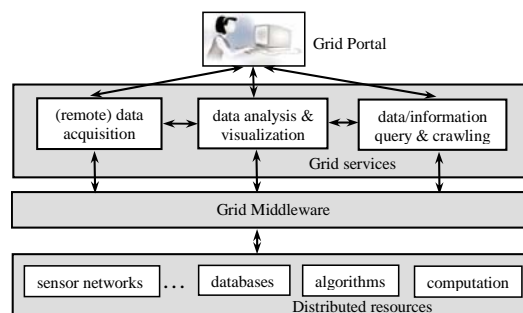 Grid Portal
(remote) data
acquisition
data analysis &
visualization
data/information
query & crawling
Grid services
Grid Middleware
sensor networks ... databases algorithms computation
Distributed resources